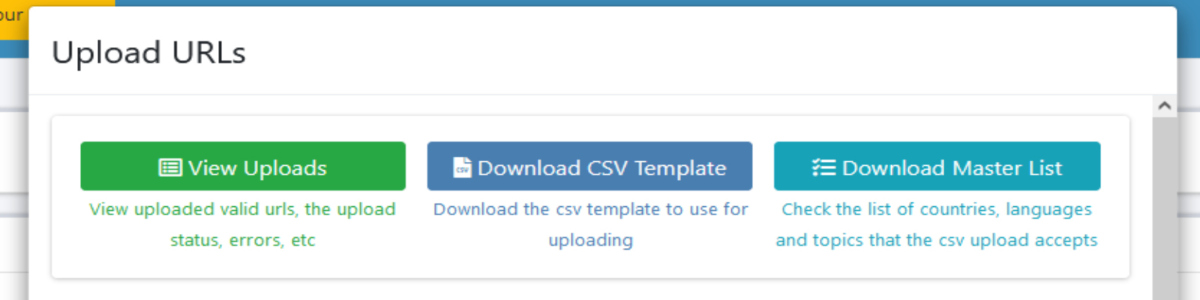 our
Upload URLs
View Uploads
Download CSV Template
Download Master List
View uploaded valid urls, the upload
status, errors, etc
Download the csv template to use for
uploading
Check the list of countries, languages
and topics that the csv upload accepts